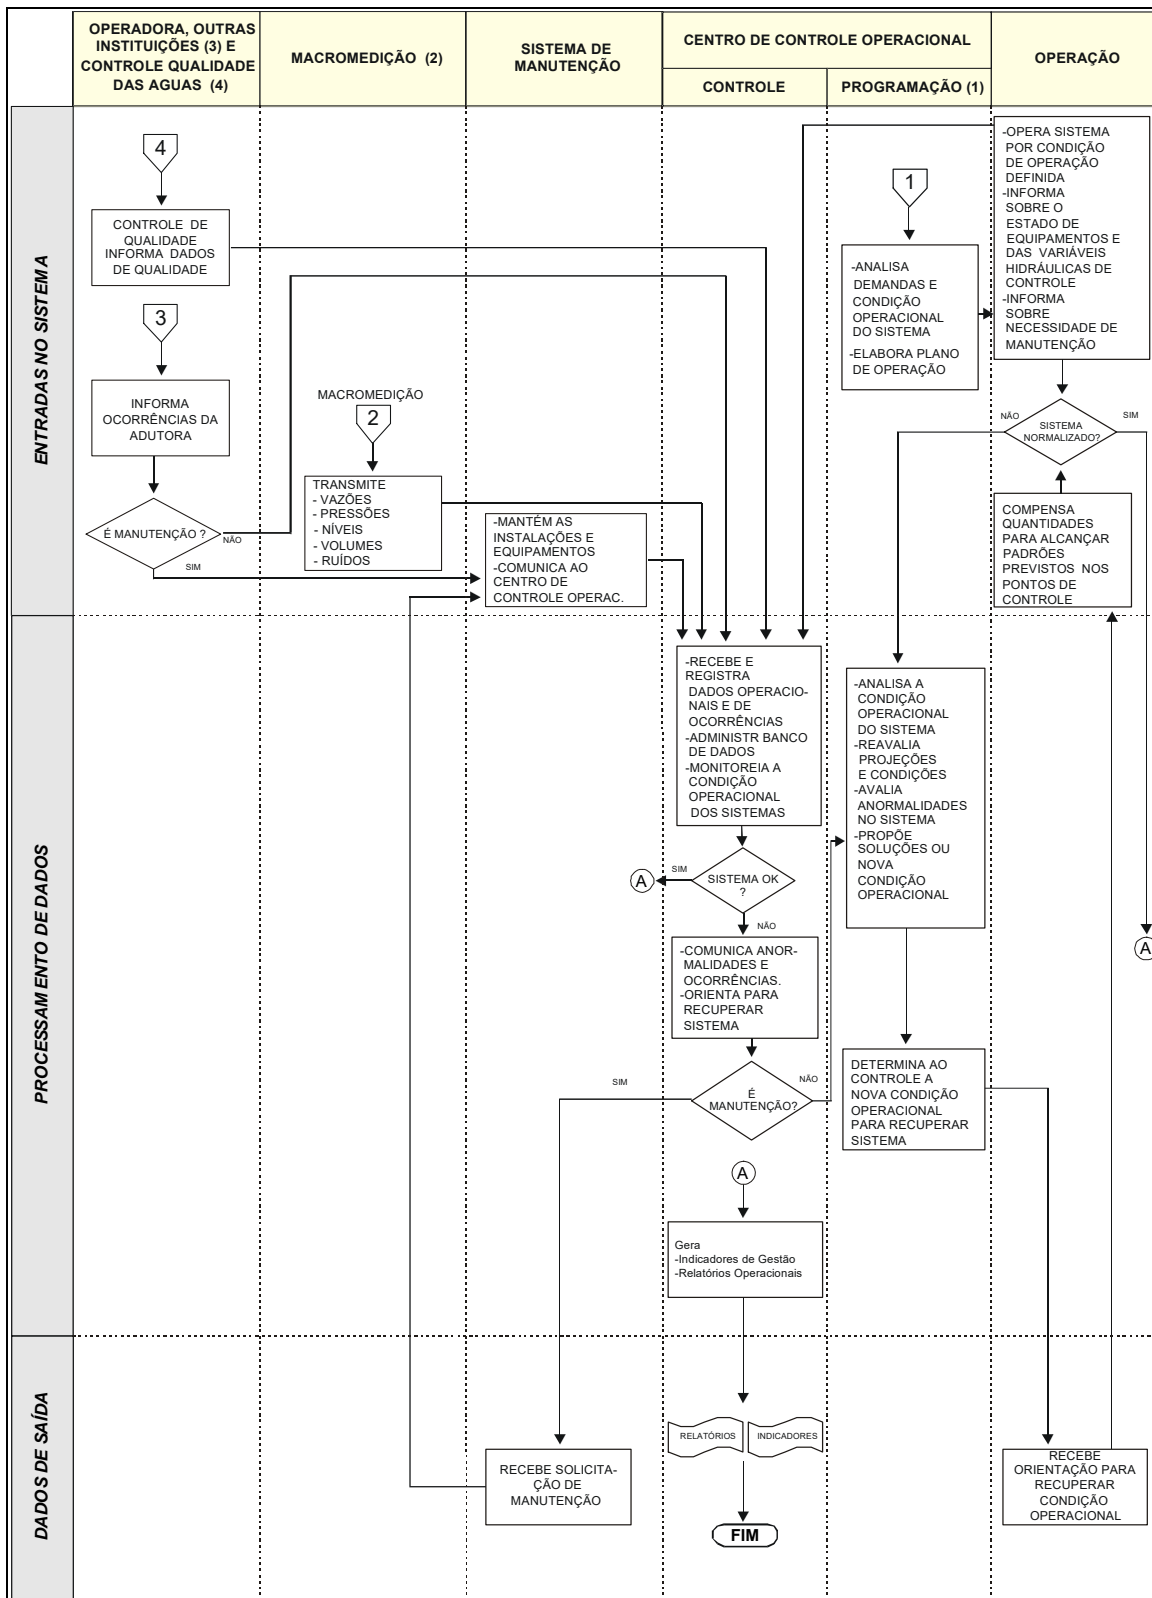 OPERADORA, OUTRAS
INSTITUIÇÕES (3) E
CONTROLE QUALIDADE
DAS AGUAS (4)
MACROMEDIÇÃO (2)
SISTEMA DE
MANUTENÇÃO
CENTRO DE CONTROLE OPERACIONAL
CONTROLE
PROGRAMAÇÃO (1)
OPERAÇÃO
ENTRADAS NO SISTEMA
4
CONTROLE DE
QUALIDADE
INFORMA DADOS
DE QUALIDADE
3
INFORMA
OCORRÊNCIAS DA
ADUTORA
É MANUTENÇÃO ?
NÃO
SIM
MACROMEDIÇÃO
2
TRANSMITE
- VAZÕES
- PRESSÕES
- NÍVEIS
- VOLUMES
- RUÍDOS
-MANTÉM AS
INSTALAÇÕES E
EQUIPAMENTOS
-COMUNICA AO
CENTRO DE
CONTROLE OPERAC.
1
-ANALISA
DEMANDAS E
CONDIÇÃO
OPERACIONAL
DO SISTEMA
-ELABORA PLANO
DE OPERAÇÃO
-OPERA SISTEMA
POR CONDIÇÃO
DE OPERAÇÃO
DEFINIDA
-INFORMA
SOBRE O
ESTADO DE
EQUIPAMENTOS E
DAS VARIÁVEIS
HIDRÁULICAS DE
CONTROLE
-INFORMA
SOBRE
NECESSIDADE DE
MANUTENÇÃO
NÃO
SIM
SISTEMA
NORMALIZADO?
COMPENSA
QUANTIDADES
PARA ALCANÇAR
PADRÕES
PREVISTOS NOS
PONTOS DE
CONTROLE
PROCESSAMENTO DE DADOS
-RECEBE E
REGISTRA
DADOS OPERACIO-
NAIS E DE
OCORRÊNCIAS
-ADMINISTR BANCO
DE DADOS
-MONITOREIA A
CONDIÇÃO
OPERACIONAL
DOS SISTEMAS
A
SIM
SISTEMA OK
?
NÃO
-COMUNICA ANOR-
MALIDADES E
OCORRÊNCIAS.
-ORIENTA PARA
RECUPERAR
SISTEMA
SIM
É
MANUTENÇÃO?
NÃO
-ANALISA A
CONDIÇÃO
OPERACIONAL
DO SISTEMA
-REAVALIA
PROJEÇÕES
E CONDIÇÕES
-AVALIA
ANORMALIDADES
NO SISTEMA
-PROPÕE
SOLUÇÕES OU
NOVA
CONDIÇÃO
OPERACIONAL
A
DETERMINA AO
CONTROLE A
NOVA CONDIÇÃO
OPERACIONAL
PARA RECUPERAR
SISTEMA
A
Gera
-Indicadores de Gestão
-Relatórios Operacionais
DADOS DE SAÍDA
RECEBE SOLICITA-
ÇÃO DE
MANUTENÇÃO
RELATÓRIOS
INDICADORES
FIM
RECEBE
ORIENTAÇÃO PARA
RECUPERAR
CONDIÇÃO
OPERACIONAL